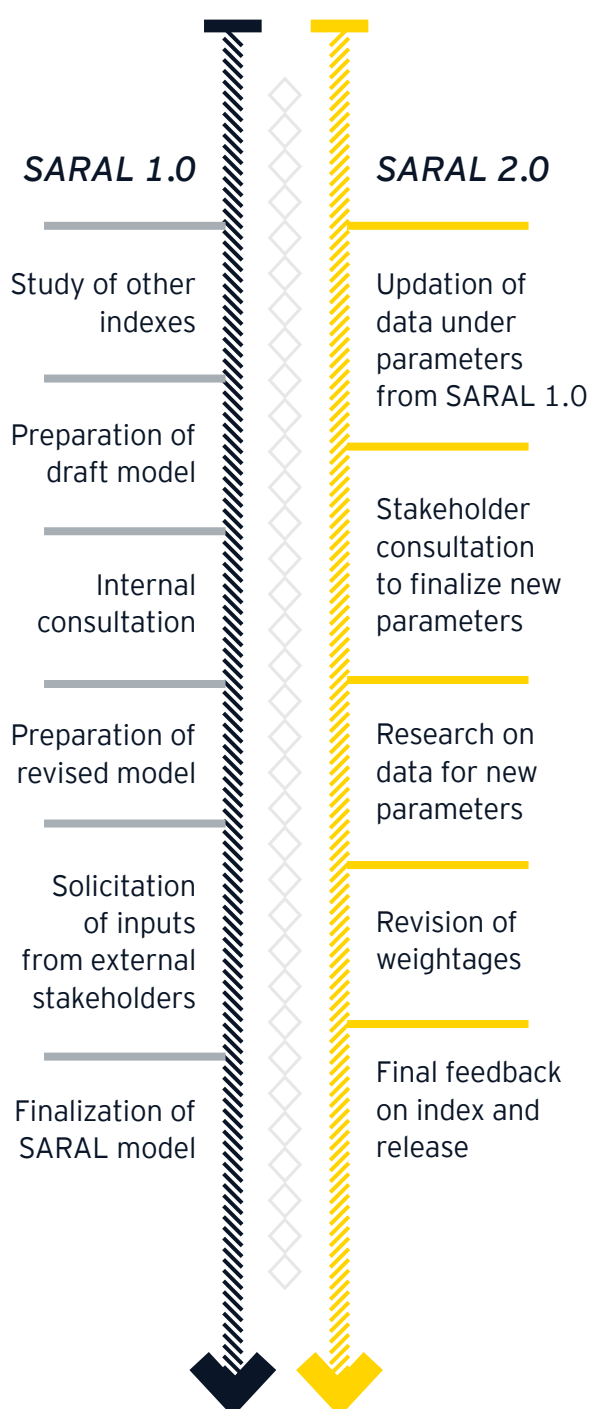 SARAL 1.0
Study of other
indexes
Preparation of
draft model
Internal
consultation
Preparation of
revised model
Solicitation
of inputs
from external
stakeholders
Finalization of
SARAL model
SARAL 2.0
Updation of
data under
parameters
from SARAL 1.0
Stakeholder
consultation
to finalize new
parameters
Research on
data for new
parameters
Revision of
weightages
Final feedback
on index and
release